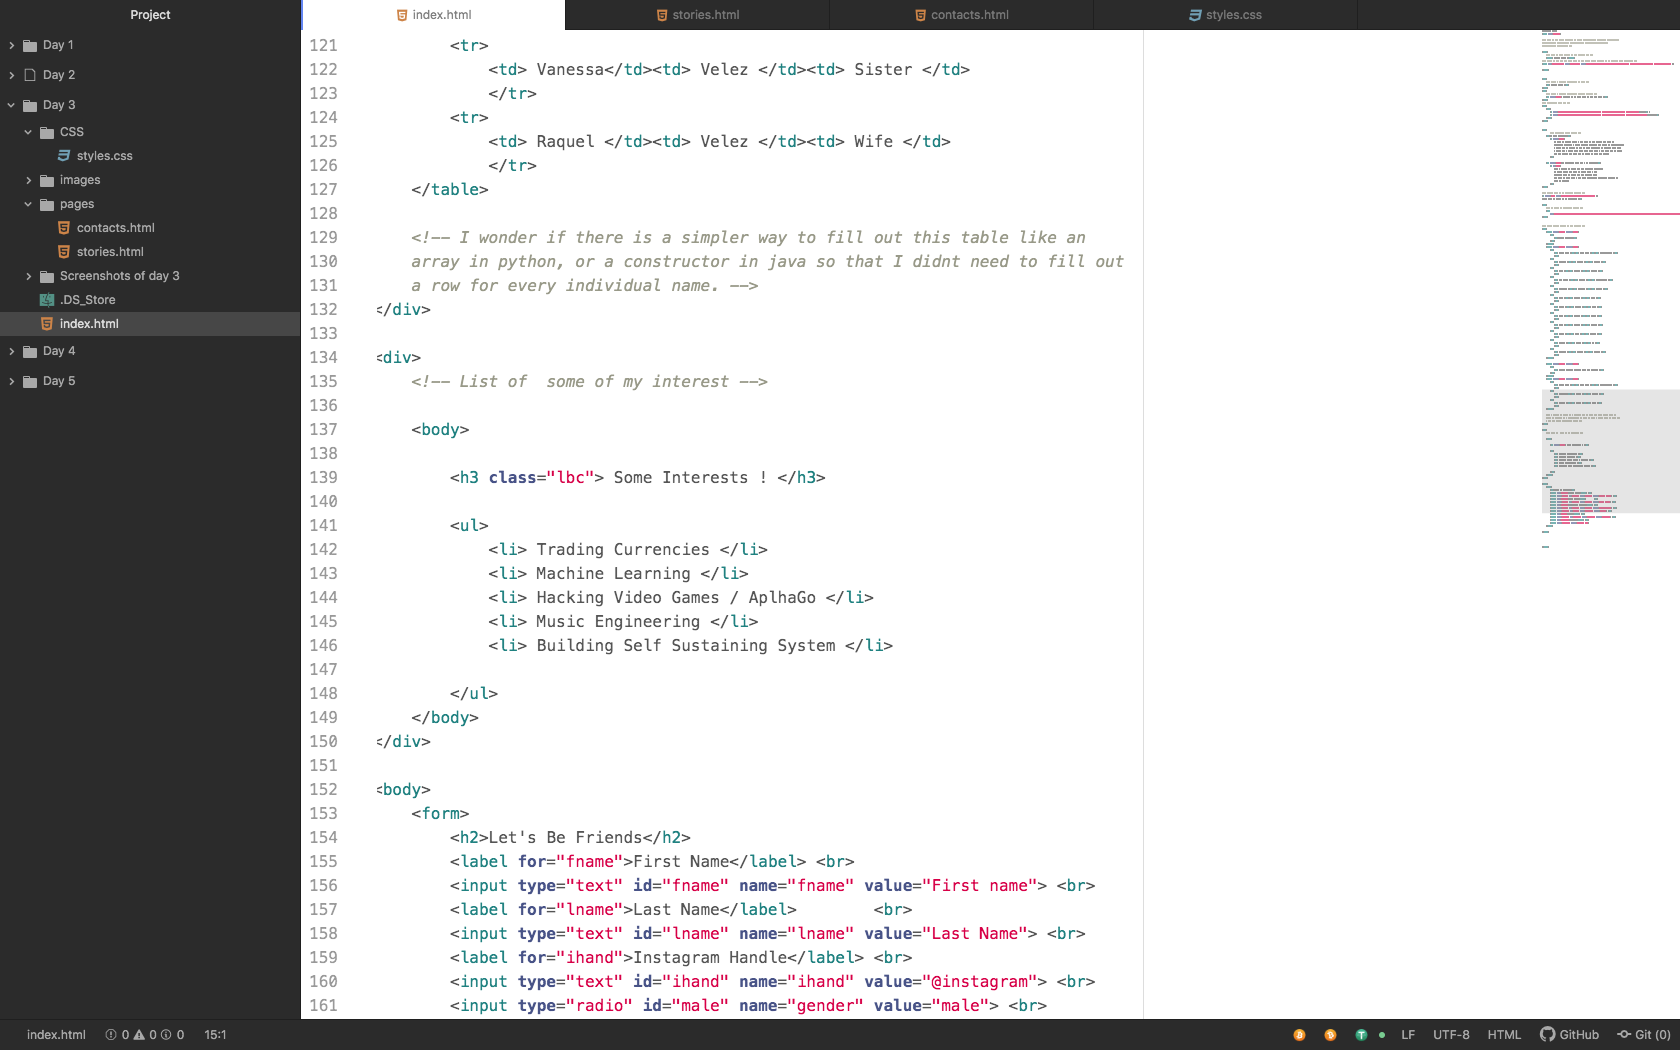 Project
index.html
stories.html
contacts.html
styles.css
Day 1
Day 2
Day 3
CSS
styles.css
images
pages
contacts.html
stories.html
Screenshots of day 3
.DS_Store
index.html
Day 4
Day 5
121 <tr>
122 <td> Vanessa</td><td> Velez </td><td> Sister </td>
123 </tr>
124 <tr>
125 <td> Raquel </td><td> Velez </td><td> Wife </td>
126 </tr>
127 </table>
128
129 <!-- I wonder if there is a simpler way to fill out this table like an
130 array in python, or a constructor in java so that I didnt need to fill out
131 a row for every individual name. -->
132 </div>
133
134 <div>
135 <!-- List of  some of my interest -->
136
137 <body>
138
139 <h3 class="lbc"> Some Interests ! </h3>
140
141 <ul>
142 <li> Trading Currencies </li>
143 <li> Machine Learning </li>
144 <li> Hacking Video Games / AplhaGo </li>
145 <li> Music Engineering </li>
146 <li> Building Self Sustaining System </li>
147
148 </ul>
149 </body>
150 </div>
151
152 <body>
153 <form>
154 <h2>Let's Be Friends</h2>
155 <label for="fname">First Name</label> <br>
156 <input type="text" id="fname" name="fname" value="First name"> <br>
157 <label for="lname">Last Name</label>        <br>
158 <input type="text" id="lname" name="lname" value="Last Name"> <br>
159 <label for="ihand">Instagram Handle</label> <br>
160 <input type="text" id="ihand" name="ihand" value="@instagram"> <br>
161 <input type="radio" id="male" name="gender" value="male"> <br>
index.html 0 0 0 15:1 LF UTF-8 HTML GitHub Git (0)